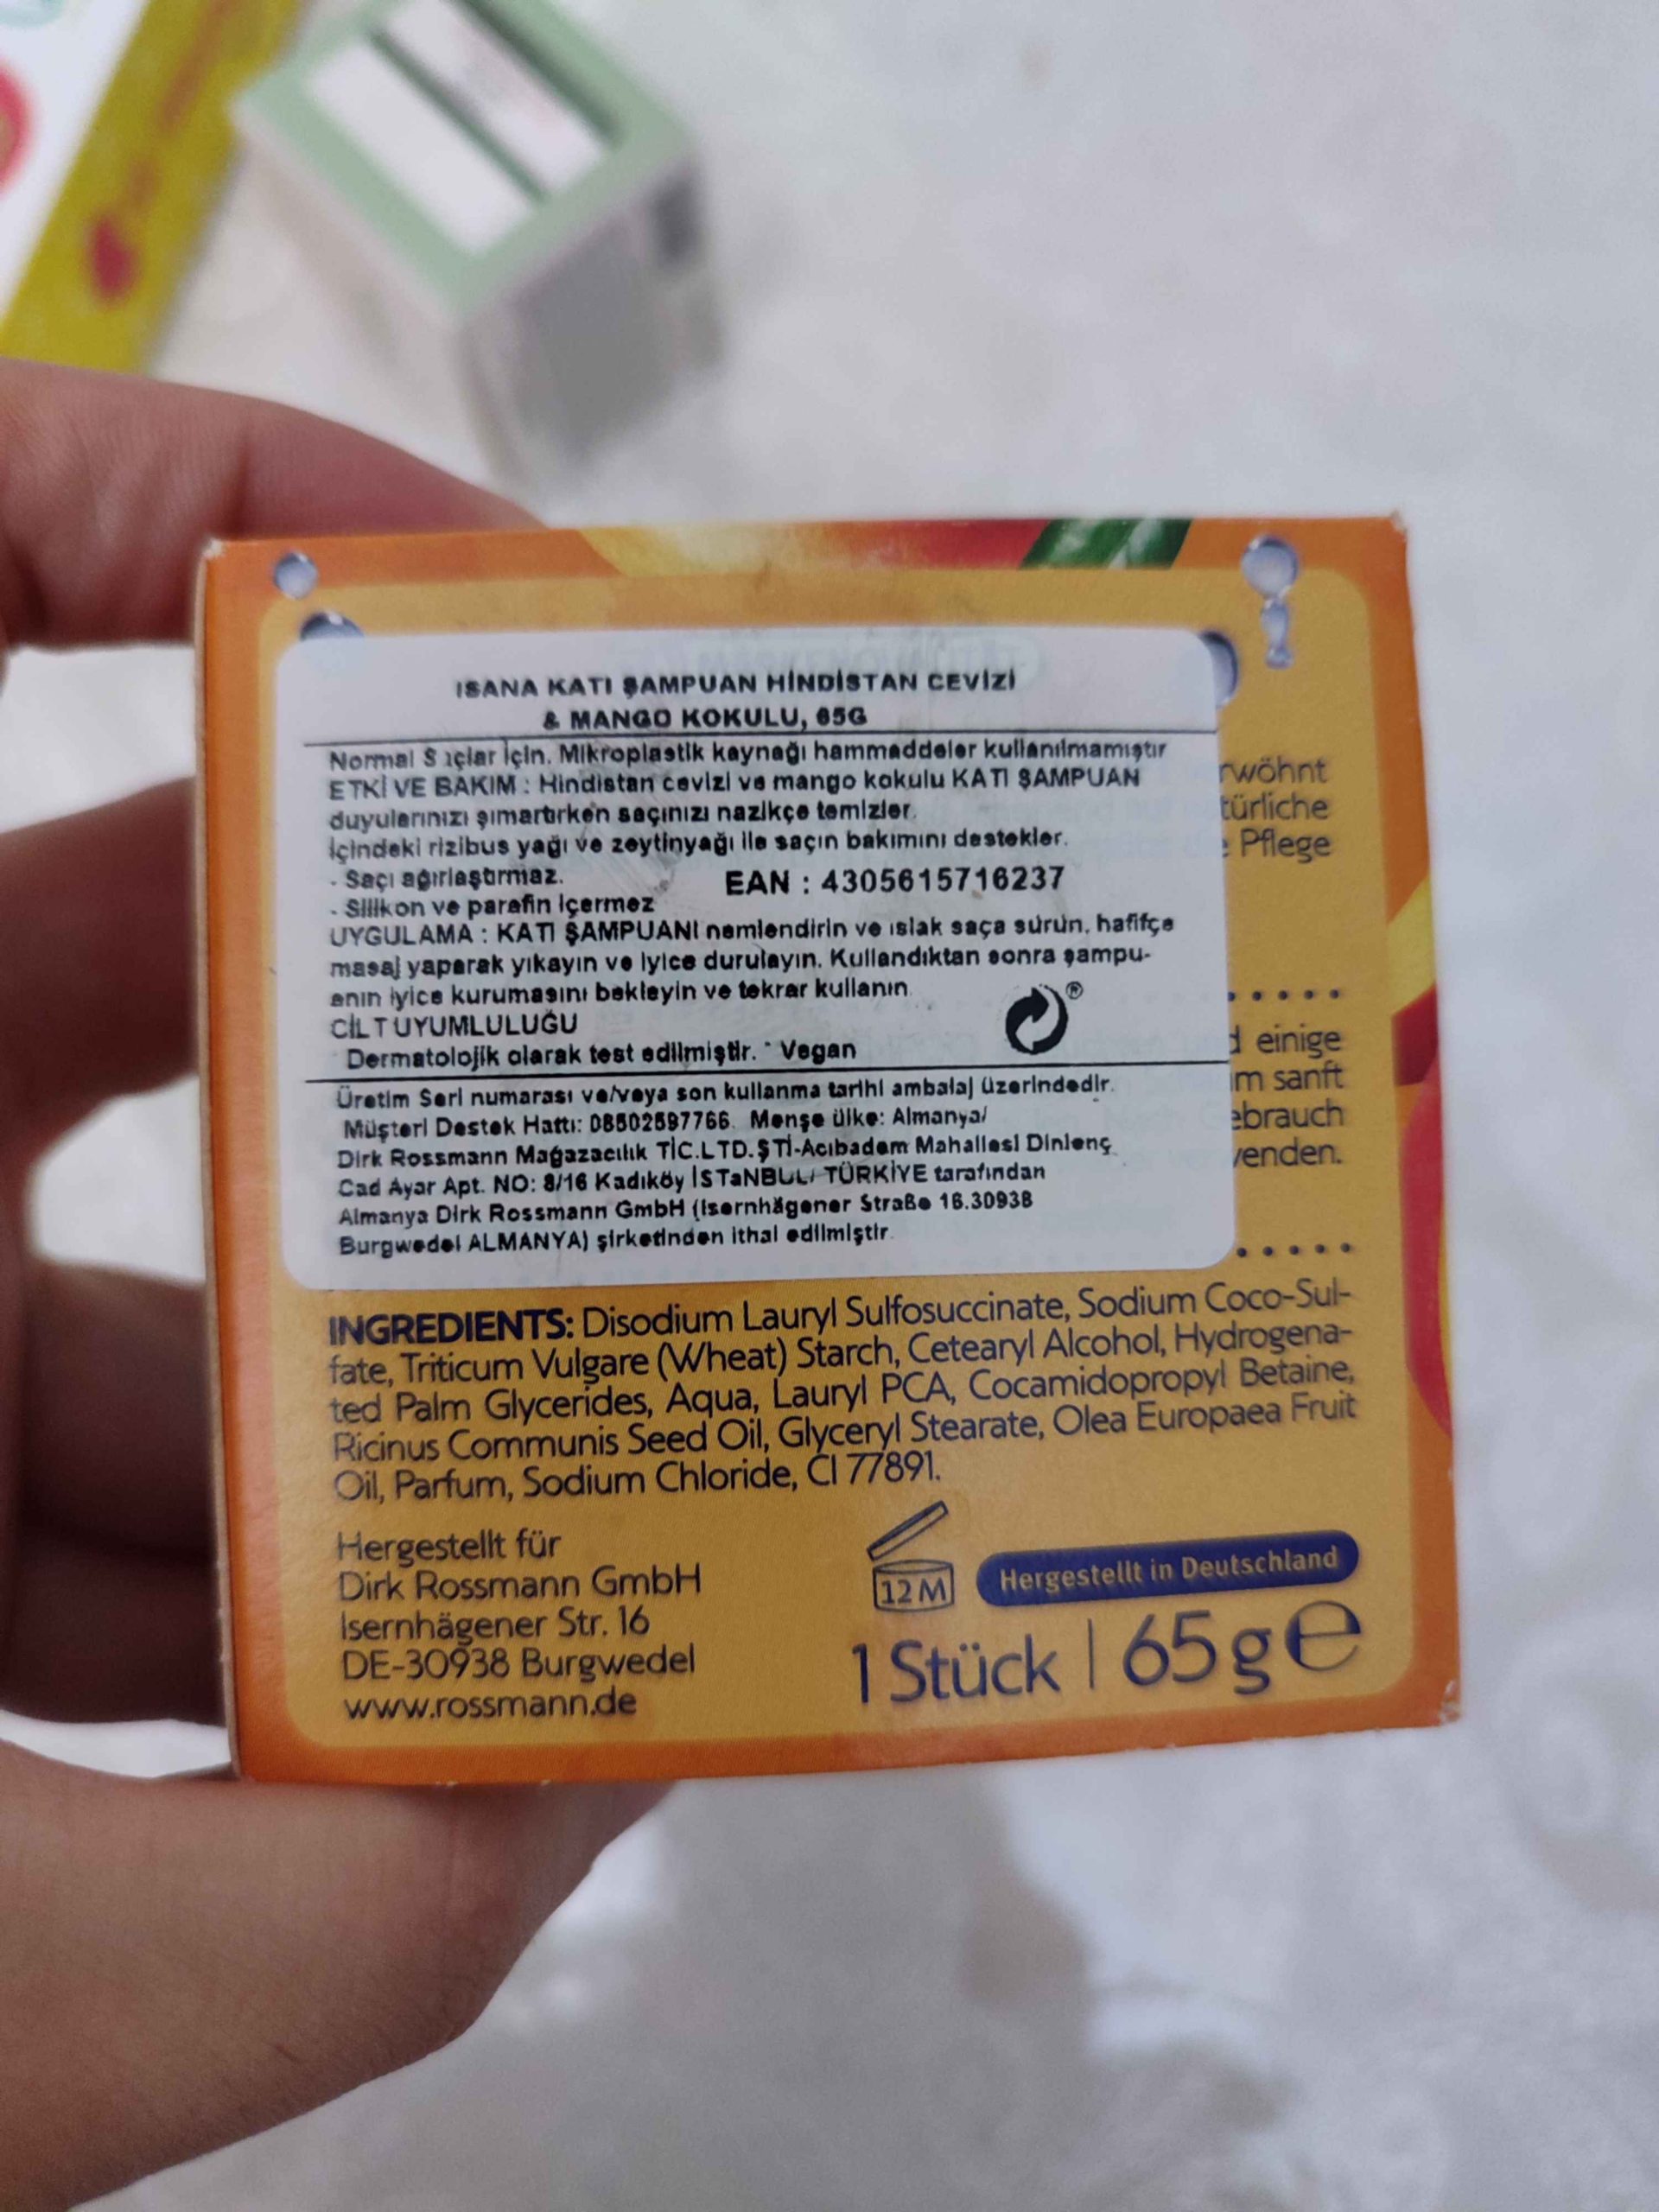 ISANA KATI ŞAMPUAN HİNDİSTAN CEVİZİ
& MANGO KOKULU, 65G
Normal S açlar İçin. Mikroplastik kaynağı hammaddeler kullanılmamıştır
ETKİ VE BAKIM : Hindistan cevizi ve mango kokulu KATI ŞAMPUAN
duyularınızı şımartırken saçınızı nazikçe temizler.
İçindeki rizibus yağı ve zeytinyağı ile saçın bakımını destekler.
- Saçı ağırlaştırmaz.
EAN : 4305615716237
- Silikon ve parafin içermez
UYGULAMA : KATI ŞAMPUANI nemlendirin ve ıslak saça sürün, hafifçe
masaj yaparak yıkayın ve iyice durulayın. Kullandıktan sonra şampu-
anın iyice kurumasını bekleyin ve tekrar kullanın
CİLT UYUMLULUĞU
Dermatolojik olarak test edilmiştir. * Vegan
Üretim Seri numarası ve/veya son kullanma tarihi ambalaj üzerindedir.
Müşteri Destek Hattı: 08502597766. Menşe ülke: Almanya/
Dirk Rossmann Mağazacılık TİC.LTD.ŞTİ-Acıbadem Mahallesi Dinlenç
Cad Ayar Apt. NO: 8/16 Kadıköy İSTaNBUL/ TÜRKİYE tarafından
Almanya Dirk Rossmann GmbH (Isernhägener Straße 16.30938
Burgwedel ALMANYA) şirketinden ithal edilmiştir.
rwöhnt
türliche
e Pflege
d einige
im sanft
ebrauch
venden.
INGREDIENTS: Disodium Lauryl Sulfosuccinate, Sodium Coco-Sul-
fate, Triticum Vulgare (Wheat) Starch, Cetearyl Alcohol, Hydrogena-
ted Palm Glycerides, Aqua, Lauryl PCA, Cocamidopropyl Betaine,
Ricinus Communis Seed Oil, Glyceryl Stearate, Olea Europaea Fruit
Oil, Parfum, Sodium Chloride, CI 77891.
Hergestellt für
Dirk Rossmann GmbH
Isernhägener Str. 16
DE-30938 Burgwedel
www.rossmann.de
12 M
Hergestellt in Deutschland
1 Stück | 65 g e